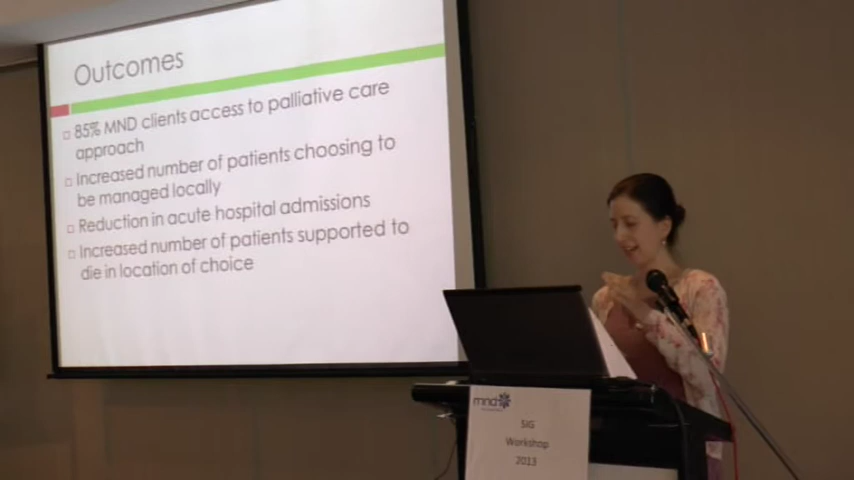 Outcomes
85% MND clients access to palliative care
approach
Increased number of patients choosing to
be managed locally
Reduction in acute hospital admissions
Increased number of patients supported to
die in location of choice
mnd
SIG
Workshop
2013